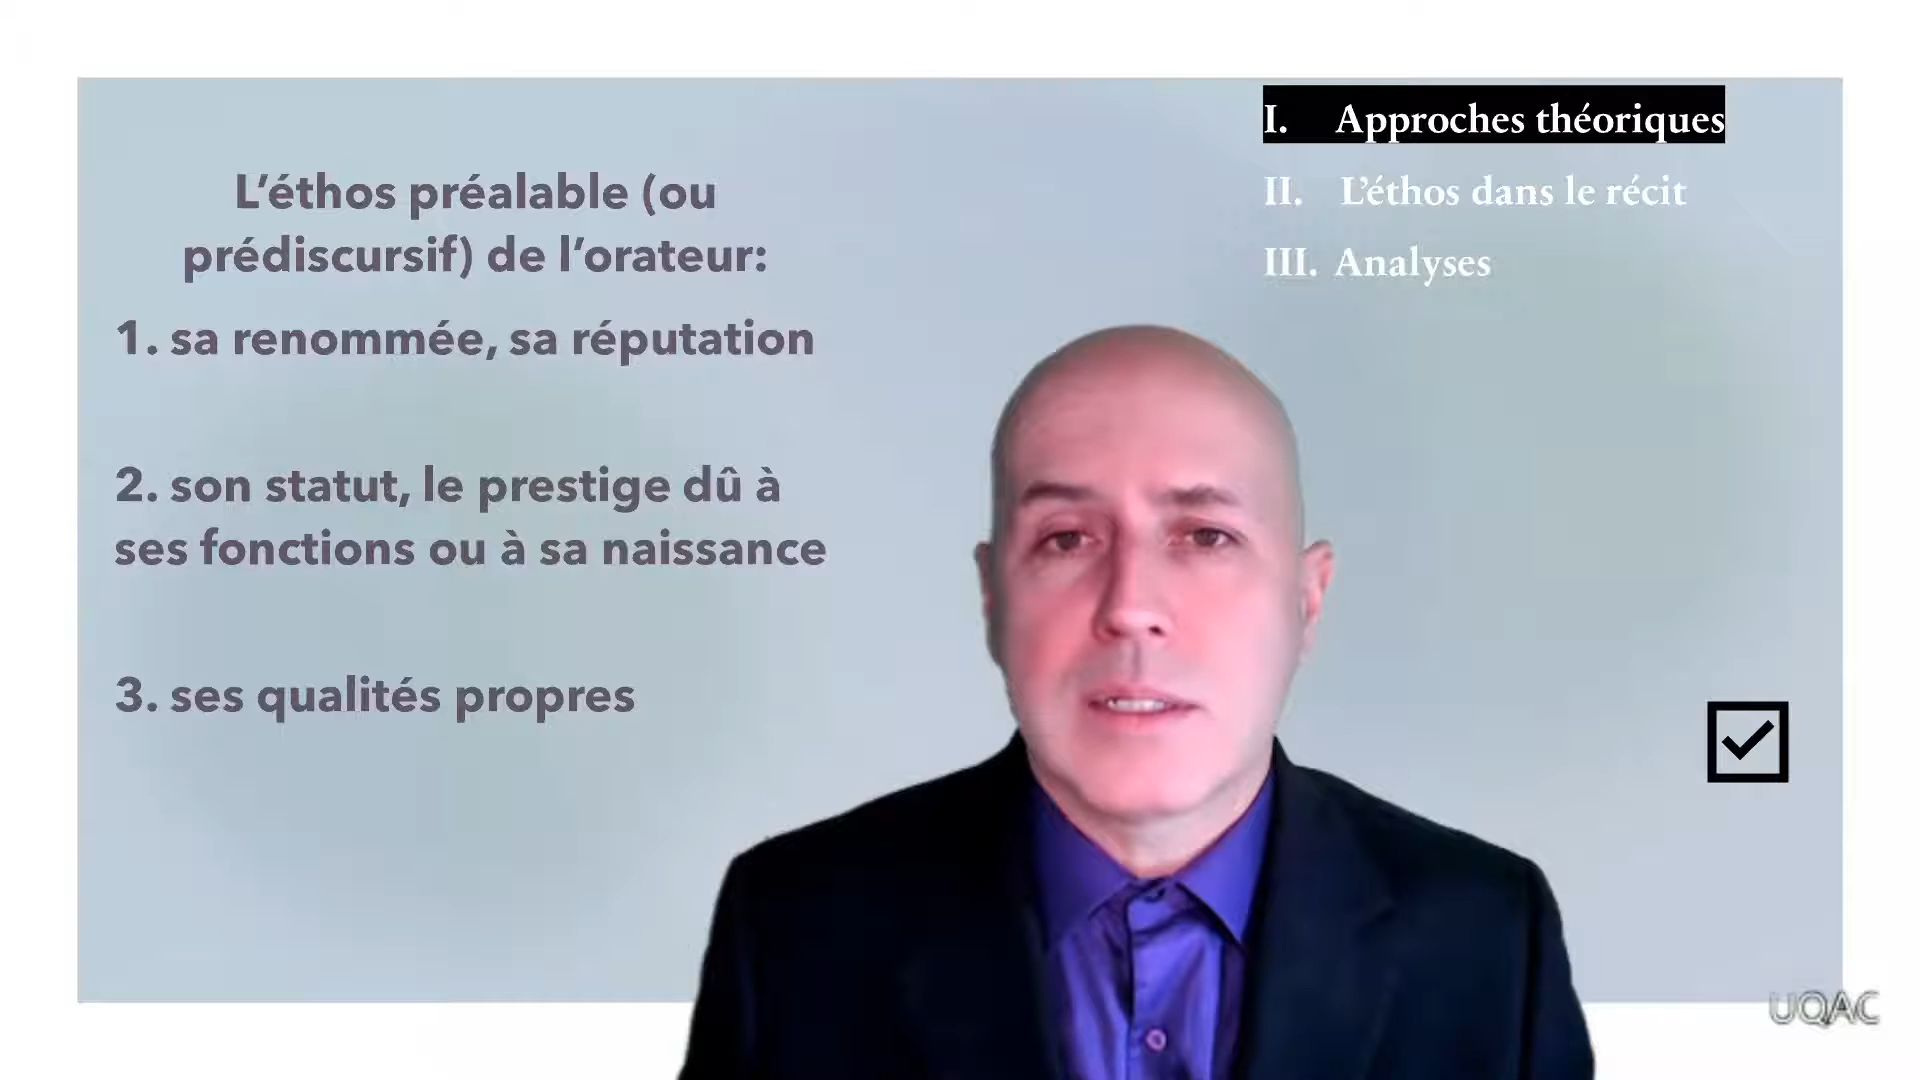 L’éthos préalable (ou
prédiscursif) de l’orateur:
1. sa renommée, sa réputation
2. son statut, le prestige dû à
ses fonctions ou à sa naissance
3. ses qualités propres
I. Approches théoriques
II. L’éthos dans le récit
III. Analyses
UQAC